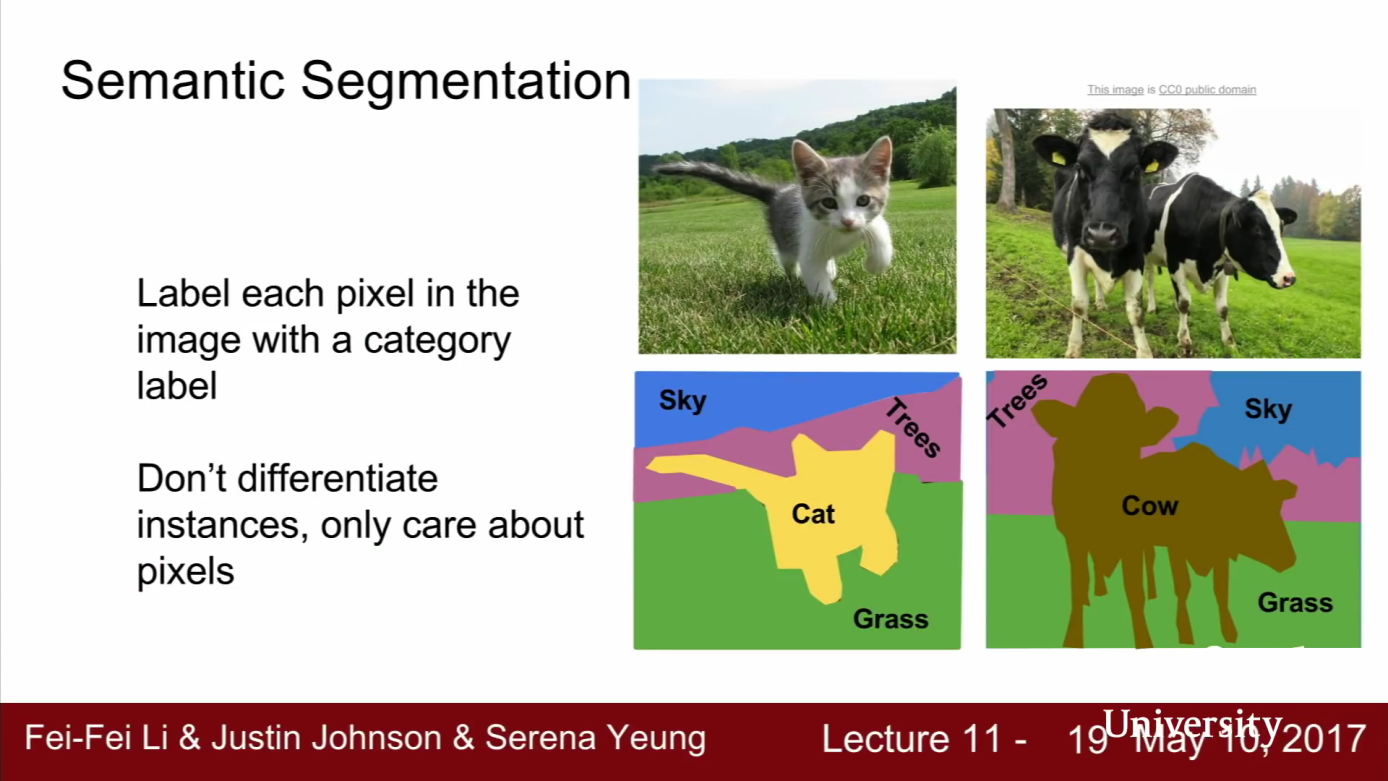 Semantic Segmentation
This image is CC0 public domain
Label each pixel in the
image with a category
label
Don't differentiate
instances, only care about
pixels
Sky
Trees
Cat
Grass
Trees
Sky
Cow
Grass
Fei-Fei Li & Justin Johnson & Serena Yeung
Lecture 11 -
19
May 10, 2017
University